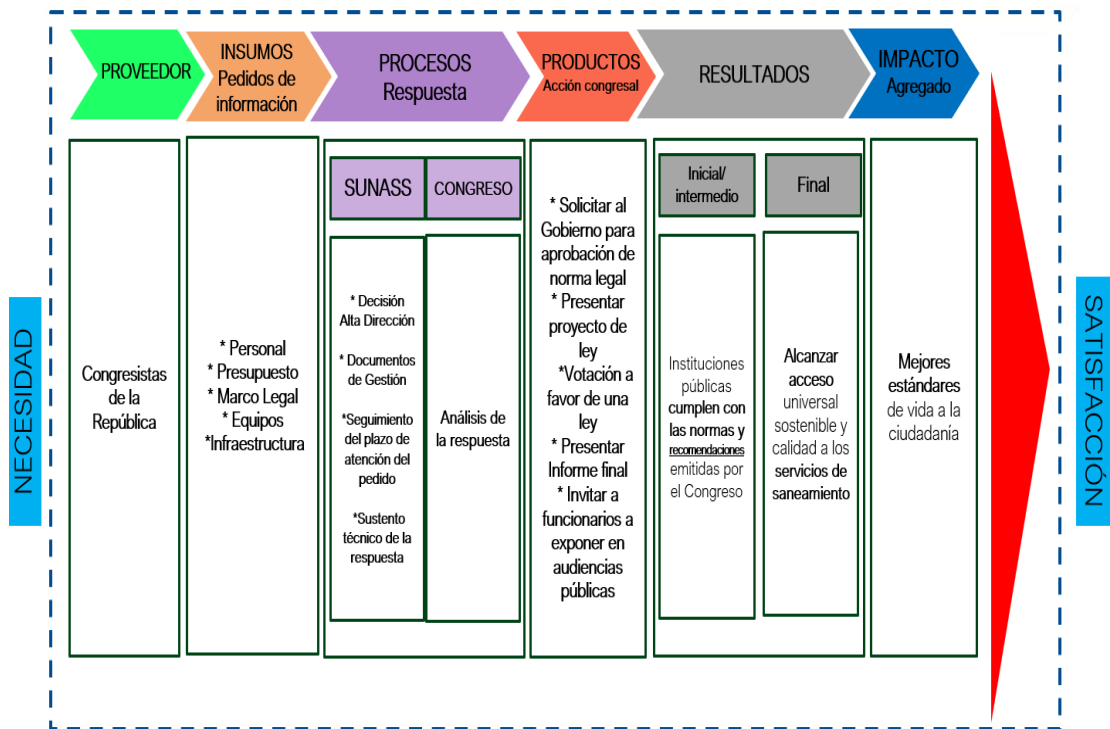 NECESIDAD
PROVEEDOR
INSUMOS
Pedidos de
información
PROCESOS
Respuesta
PRODUCTOS
Acción congresal
RESULTADOS
IMPACTO
Agregado
Congresistas
de la
República
* Personal
* Presupuesto
* Marco Legal
* Equipos
*Infraestructura
SUNASS
* Decisión
Alta Dirección
* Documentos
de Gestión
*Seguimiento
del plazo de
atención del
pedido
*Sustento
técnico de la
respuesta
CONGRESO
Análisis de
la respuesta
* Solicitar al
Gobierno para
aprobación de
norma legal
* Presentar
proyecto de
ley
*Votación a
favor de una
ley
* Presentar
Informe final
* Invitar a
funcionarios a
exponer en
audiencias
públicas
Inicial/
intermedio
Instituciones
públicas
cumplen con
las normas y
recomendaciones
emitidas por
el Congreso
Final
Alcanzar
acceso
universal
sostenible y
calidad a los
servicios de
saneamiento
Mejores
estándares
de vida a la
ciudadanía
SATISFACCIÓN